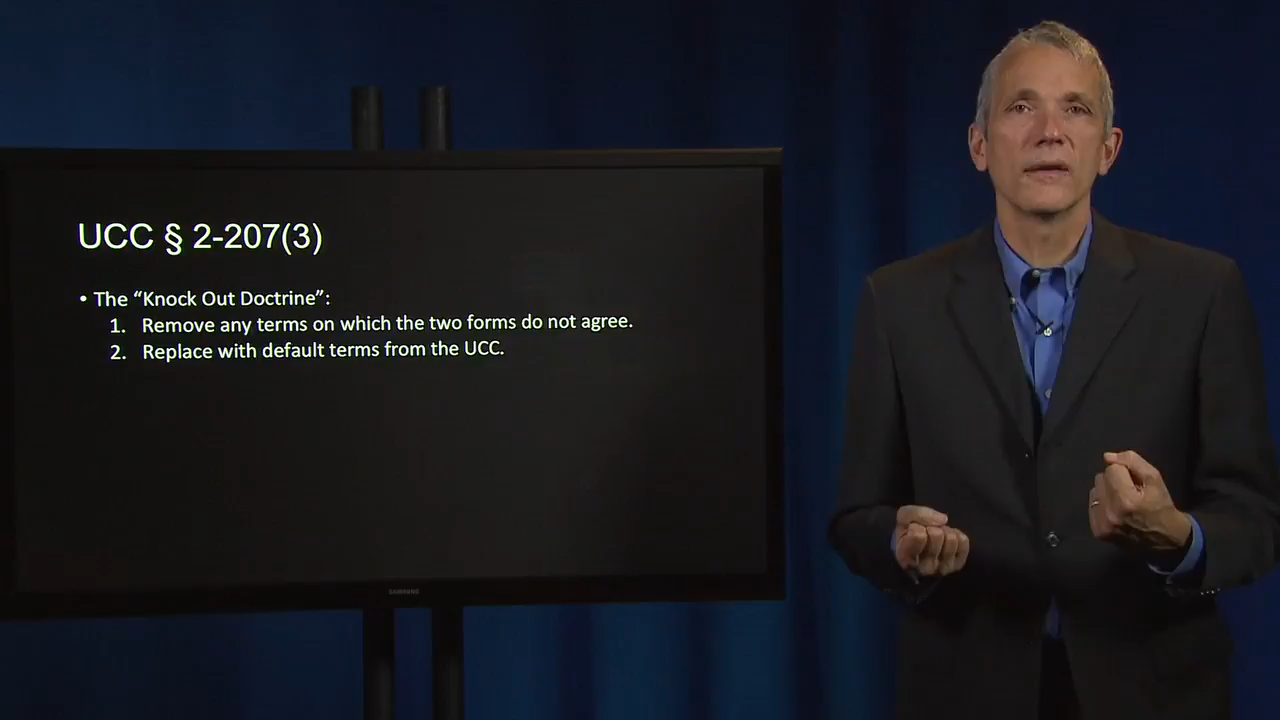 UCC § 2-207(3)
• The “Knock Out Doctrine”:
1. Remove any terms on which the two forms do not agree.
2. Replace with default terms from the UCC.
SAMSUNG